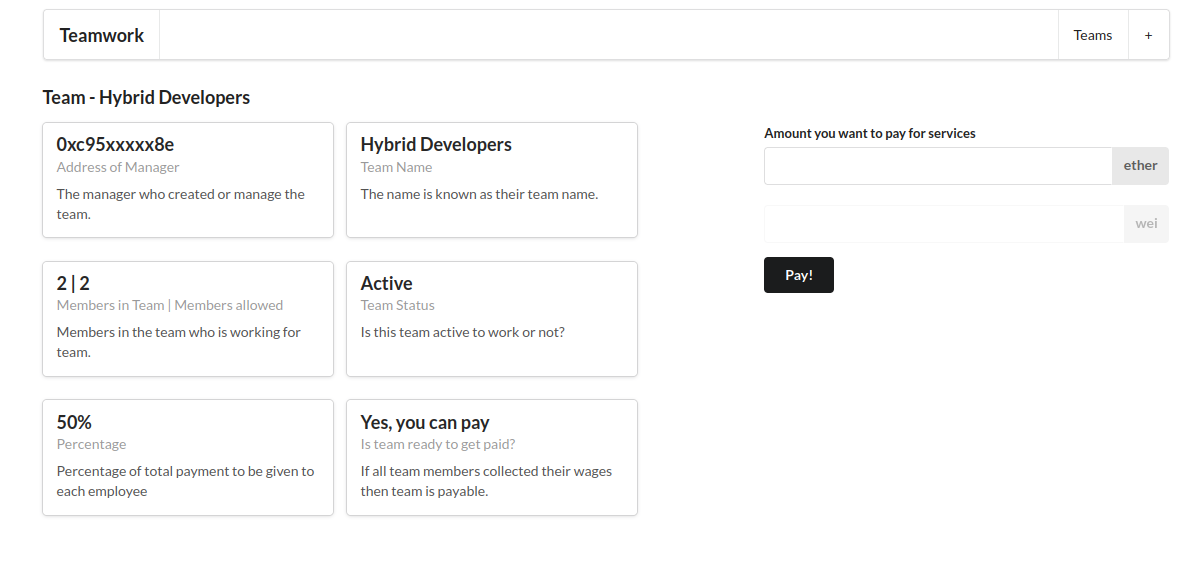 Teamwork
Teams
+
Team - Hybrid Developers
0xc95xxxxx8e
Address of Manager
The manager who created or manage the
team.
Hybrid Developers
Team Name
The name is known as their team name.
2 | 2
Members in Team | Members allowed
Members in the team who is working for
team.
Active
Team Status
Is this team active to work or not?
50%
Percentage
Percentage of total payment to be given to
each employee
Yes, you can pay
Is team ready to get paid?
If all team members collected their wages
then team is payable.
Amount you want to pay for services
ether
wei
Pay!